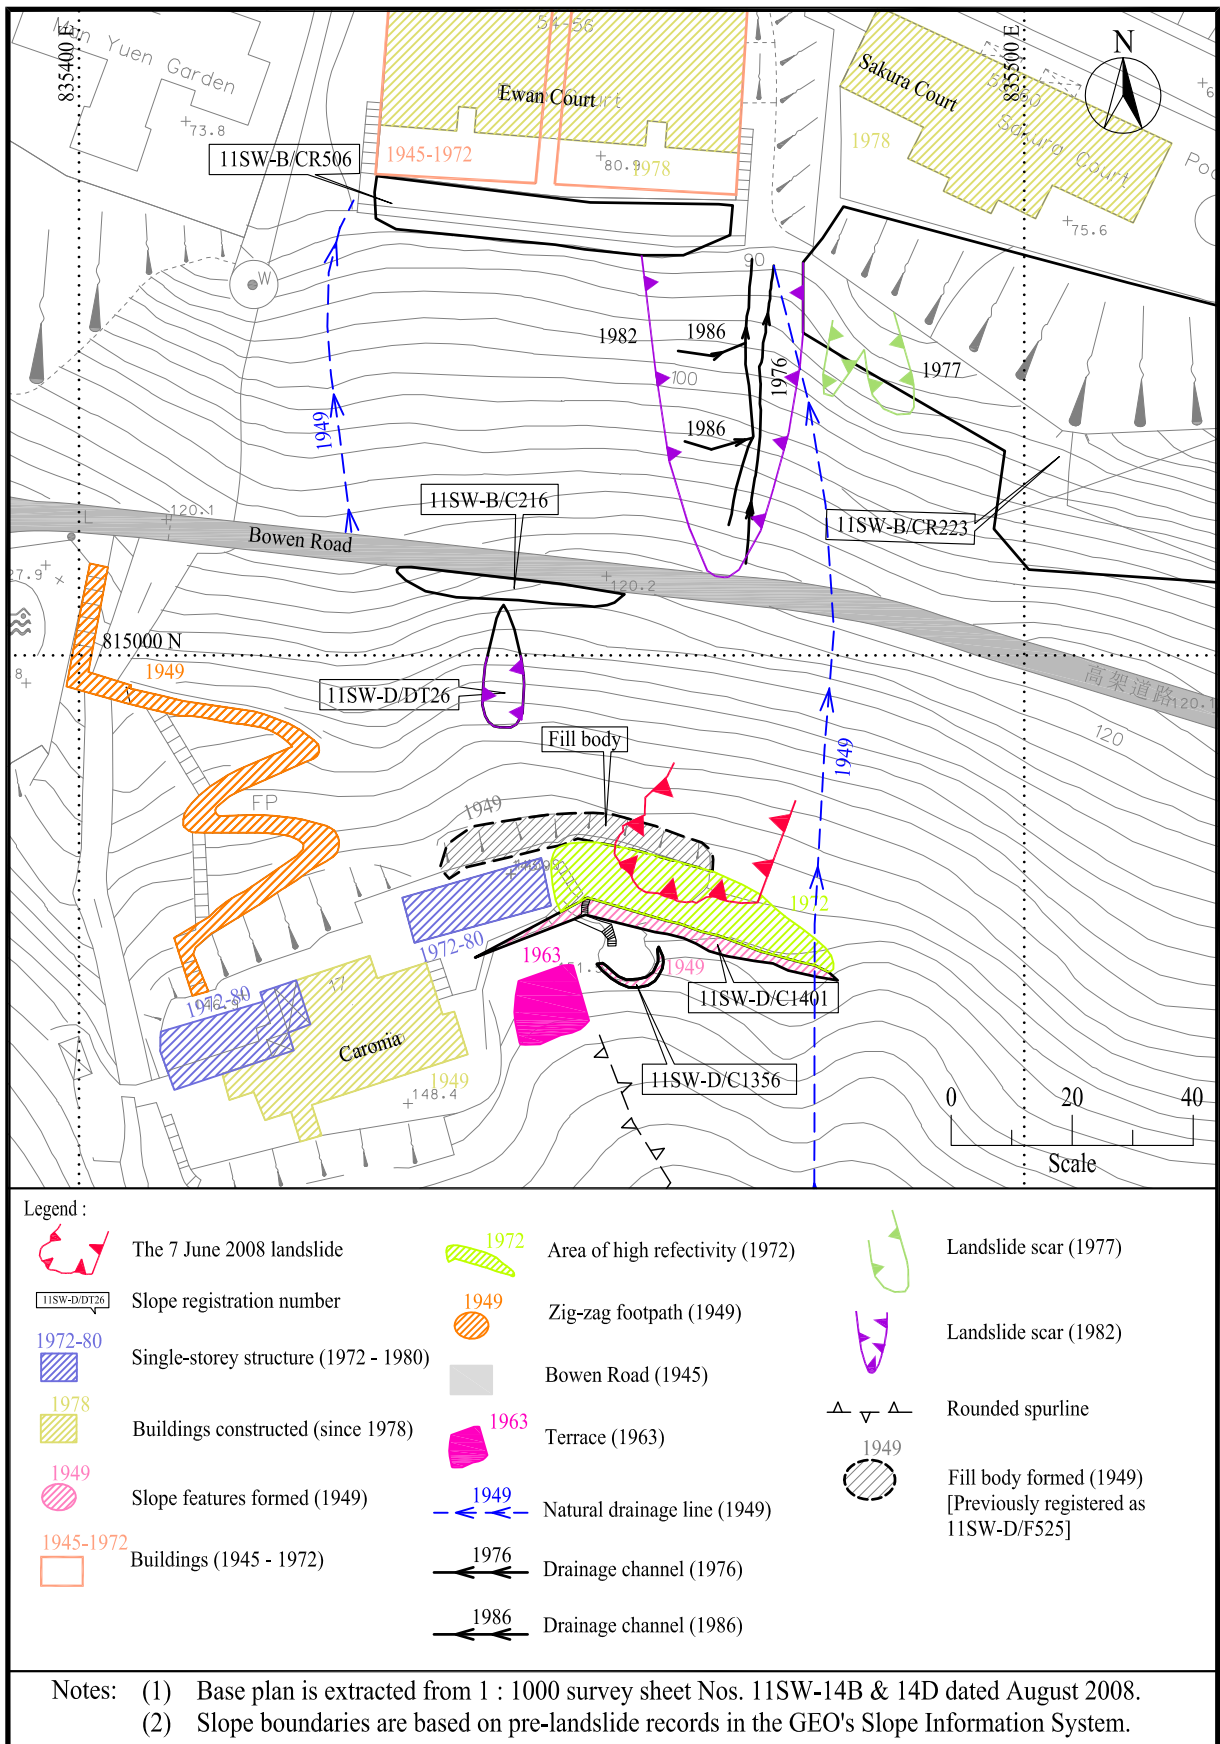 Man Yuen Garden
835400 E
73.8
54-56
Ewan Court
1945-1972
80.9
1978
11SW-B/CR506
Sakura Court
Sakura Court
1978
835500 E
N
75.6
W
90
1982
1986
1976
100
1986
1977
1949
1949
11SW-B/C216
120.1
Bowen Road
120.2
11SW-B/CR223
27.9
815000 N
1949
8
11SW-D/DT26
高架道路
120.1
120
Fill body
1949
FP
1949
1972
1972-80
1963
1949
11SW-D/C1401
1972-80
17
Caronia
1949
148.4
11SW-D/C1356
0 20 40
Scale
Legend :
The 7 June 2008 landslide
11SW-D/DT26 Slope registration number
1972-80
Single-storey structure (1972 - 1980)
1978
Buildings constructed (since 1978)
1949
Slope features formed (1949)
1945-1972
Buildings (1945 - 1972)
1972
Area of high refectivity (1972)
1949
Zig-zag footpath (1949)
Bowen Road (1945)
1963
Terrace (1963)
1949
Natural drainage line (1949)
1976
Drainage channel (1976)
1986
Drainage channel (1986)
Landslide scar (1977)
Landslide scar (1982)
Rounded spurline
1949
Fill body formed (1949)
[Previously registered as
11SW-D/F525]
Notes: (1) Base plan is extracted from 1 : 1000 survey sheet Nos. 11SW-14B & 14D dated August 2008.
(2) Slope boundaries are based on pre-landslide records in the GEO's Slope Information System.